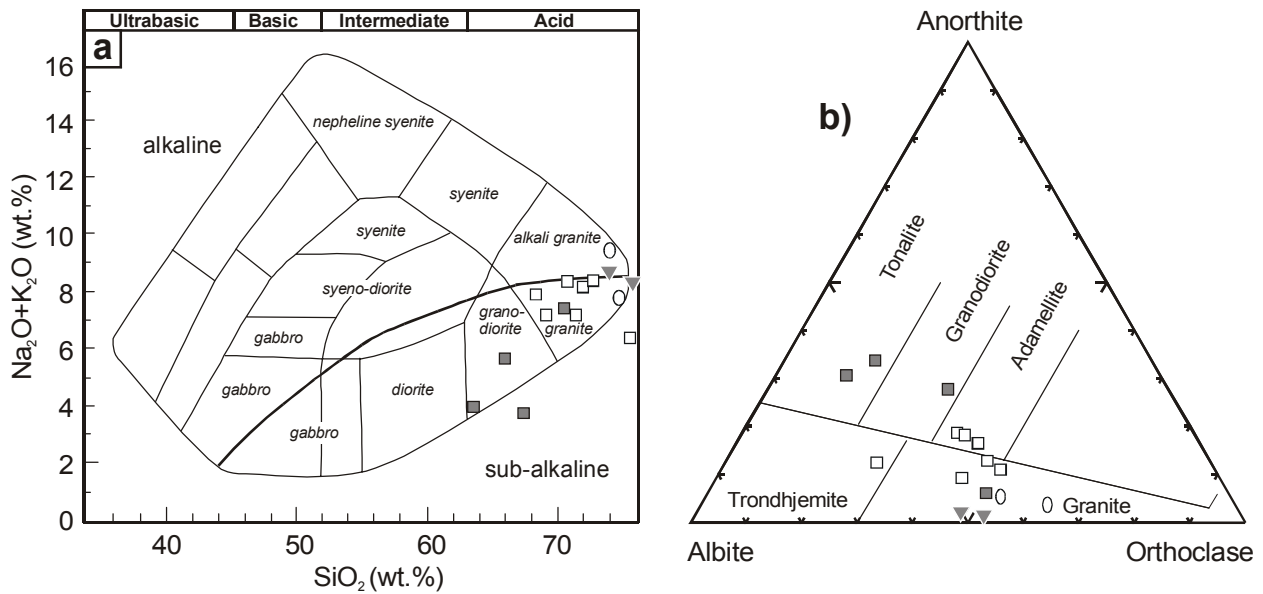 Ultrabasic Basic Intermediate Acid
a
16
14
12
10
8
6
4
2
0
40 50 60 70
Na2O+K2O (wt.%)
SiO2 (wt.%)
alkaline
nepheline syenite
syenite
alkali granite
syenite
syeno-diorite
grano-
diorite
granite
gabbro
gabbro
diorite
gabbro
sub-alkaline
b)
Anorthite
Tonalite
Granodiorite
Adamellite
Trondhjemite
Granite
Albite
Orthoclase